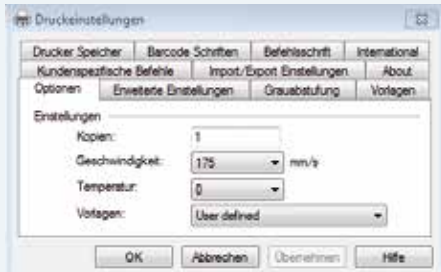 Druckeinstellungen
Drucker Speicher Barcode Schriften Befehlsschrift International
Kundenspezifische Befehle Import/Export Einstellungen About
Optionen Erweiterte Einstellungen Grauabstufung Vorlagen
Einstellungen
Kopien: 1
Geschwindigkeit: 175 mm/s
Temperatur: 0
Vorlagen: User defined
OK Abbrechen Übernehmen Hilfe